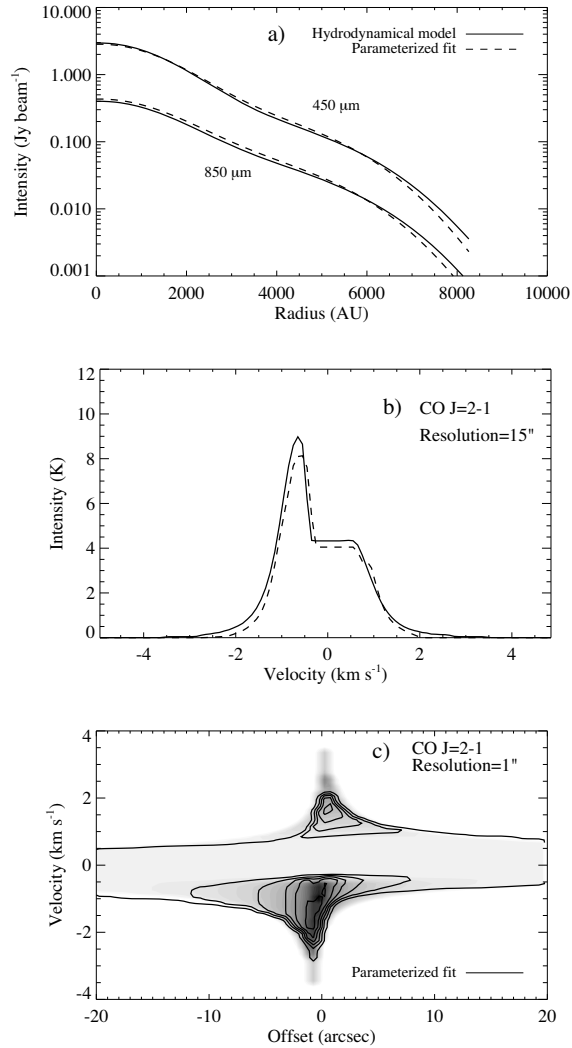 a)
Hydrodynamical model
Parameterized fit
450 μm
850 μm
Intensity (Jy beam-1)
10.000
1.000
0.100
0.010
0.001
0 2000 4000 6000 8000 10000
Radius (AU)
b)
CO J=2-1
Resolution=15"
Intensity (K)
12
10
8
6
4
2
0
-4 -2 0 2 4
Velocity (km s-1)
c)
CO J=2-1
Resolution=1"
Velocity (km s-1)
4
2
0
-2
-4
Parameterized fit
-20 -10 0 10 20
Offset (arcsec)